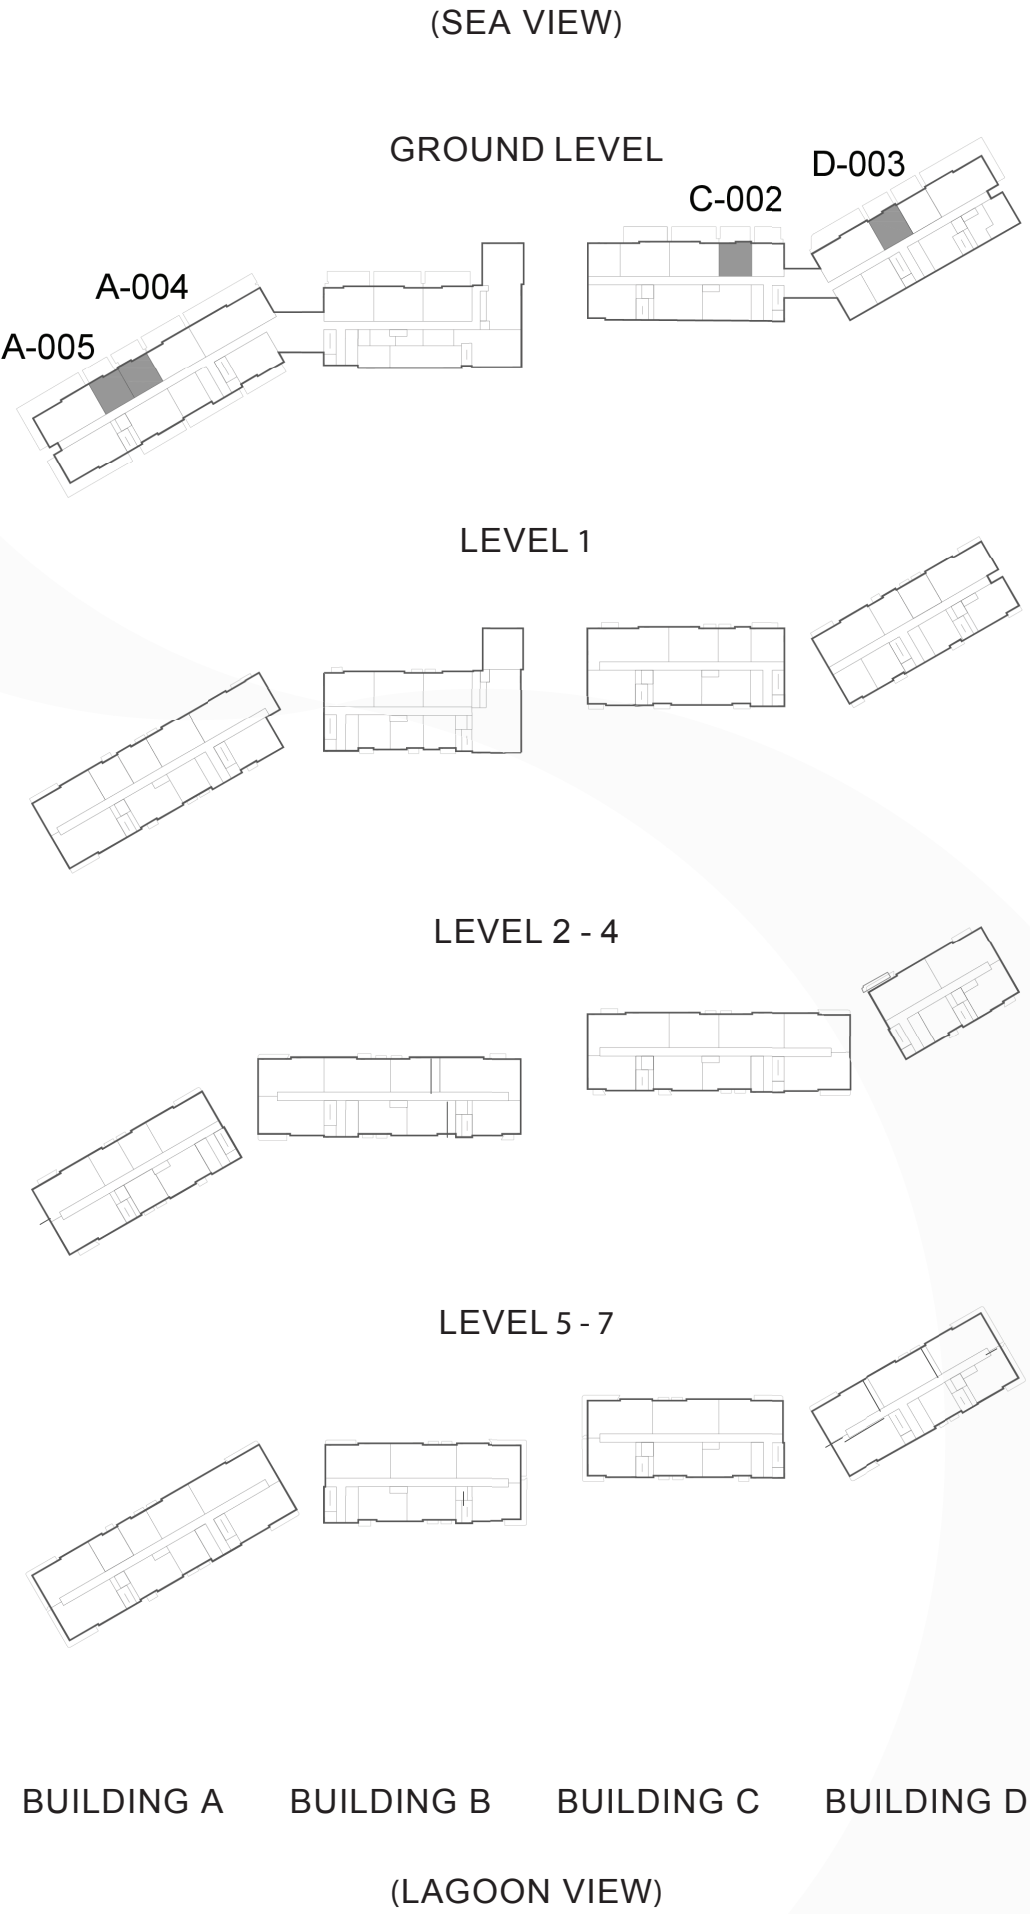 (SEA VIEW)
GROUND LEVEL
D-003
C-002
A-004
A-005
LEVEL 1
LEVEL 2 - 4
LEVEL 5 - 7
BUILDING A BUILDING B BUILDING C BUILDING D
(LAGOON VIEW)